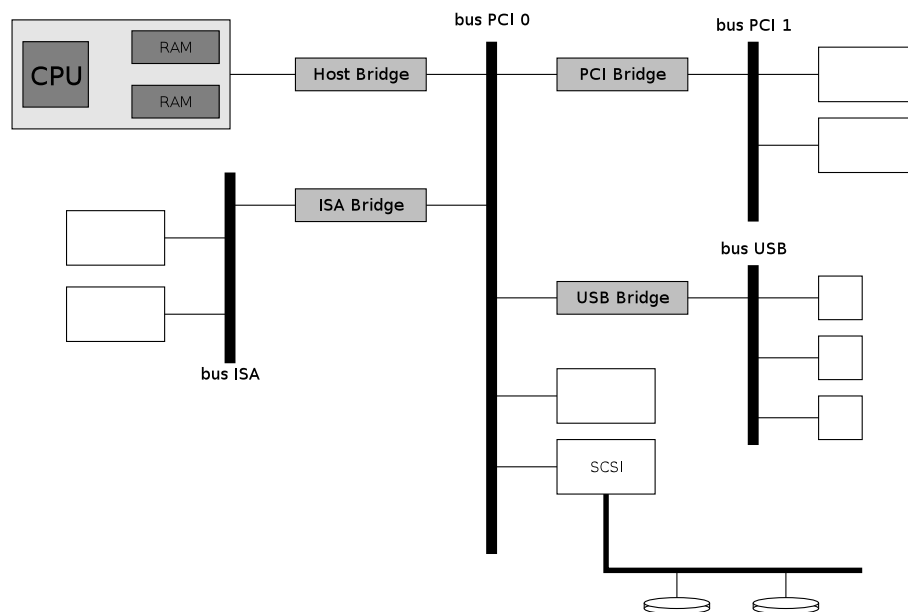 bus PCI 0
bus PCI 1
CPU
RAM
RAM
Host Bridge
PCI Bridge
ISA Bridge
bus USB
USB Bridge
bus ISA
SCSI